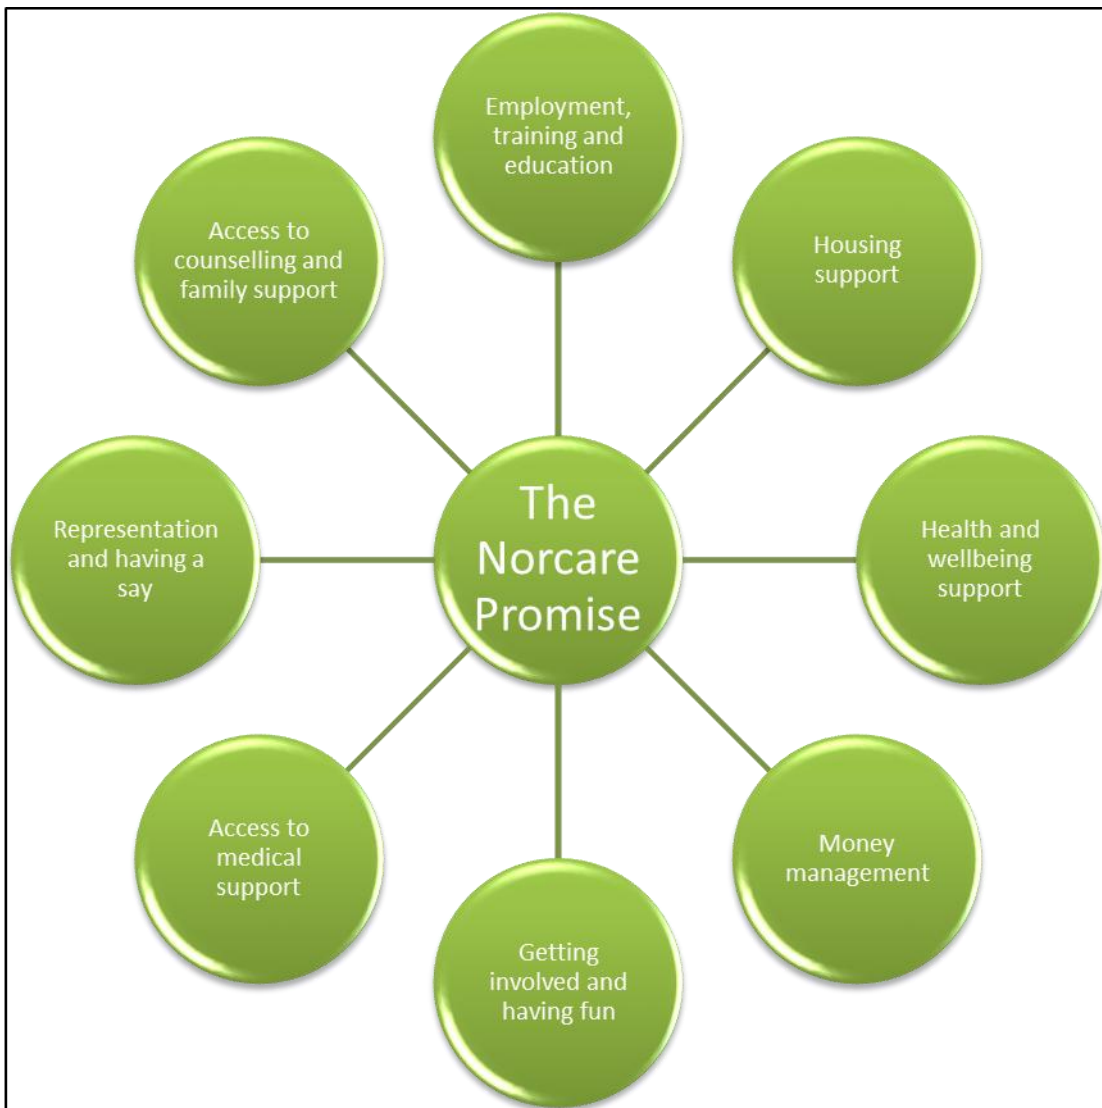 Employment,
training and
education
Housing
support
Health and
wellbeing
support
Money
management
Getting
involved and
having fun
Access to
medical
support
Representation
and having a
say
Access to
counselling and
family support
The
Norcare
Promise